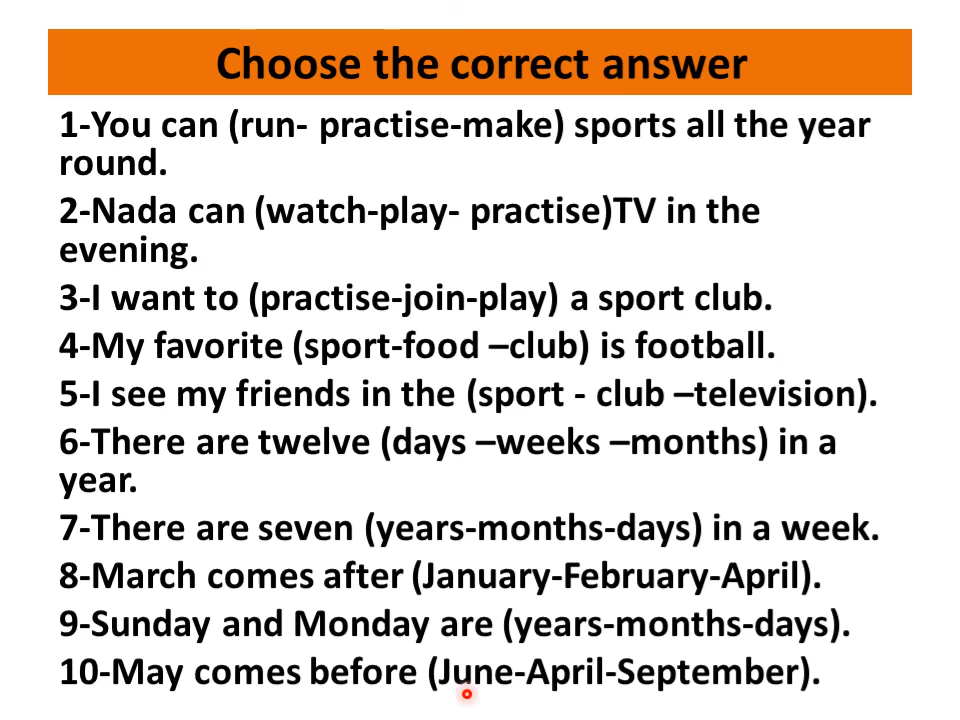 Choose the correct answer
1-You can (run- practise-make) sports all the year
round.
2-Nada can (watch-play- practise)TV in the
evening.
3-I want to (practise-join-play) a sport club.
4-My favorite (sport-food –club) is football.
5-I see my friends in the (sport - club –television).
6-There are twelve (days –weeks –months) in a
year.
7-There are seven (years-months-days) in a week.
8-March comes after (January-February-April).
9-Sunday and Monday are (years-months-days).
10-May comes before (June-April-September).